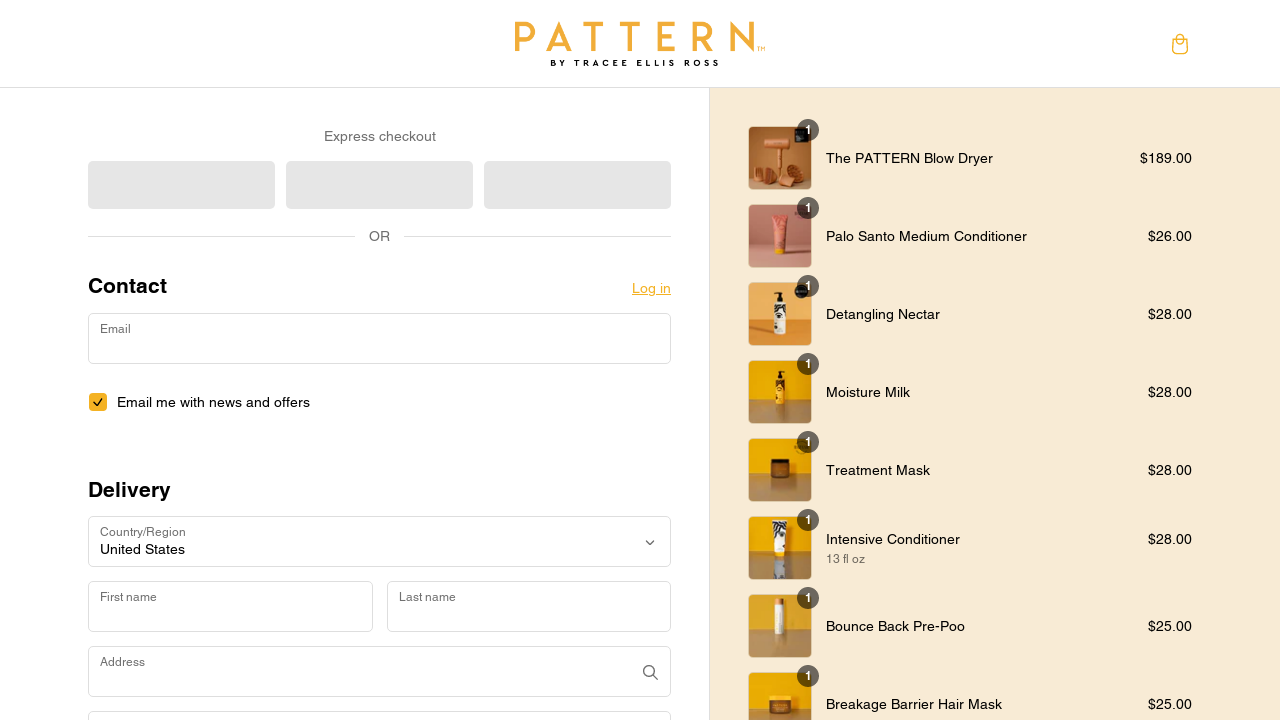 PATTERN
BY TRACEE ELLIS ROSS
Express checkout
OR
Contact
Log in
Email
Email me with news and offers
Delivery
Country/Region
United States
First name
Last name
Address
1
The PATTERN Blow Dryer
$189.00
1
Palo Santo Medium Conditioner
$26.00
1
Detangling Nectar
$28.00
1
Moisture Milk
$28.00
1
Treatment Mask
$28.00
1
Intensive Conditioner
$28.00
13 fl oz
1
Bounce Back Pre-Poo
$25.00
1
Breakage Barrier Hair Mask
$25.00